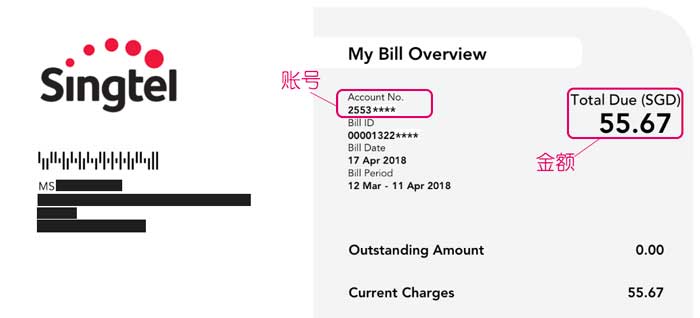 Singtel
My Bill Overview
账号
Account No.
2553****
Total Due (SGD)
55.67
Bill ID
00001322****
Bill Date
17 Apr 2018
金额
Bill Period
12 Mar - 11 Apr 2018
MS
Outstanding Amount 0.00
Current Charges 55.67